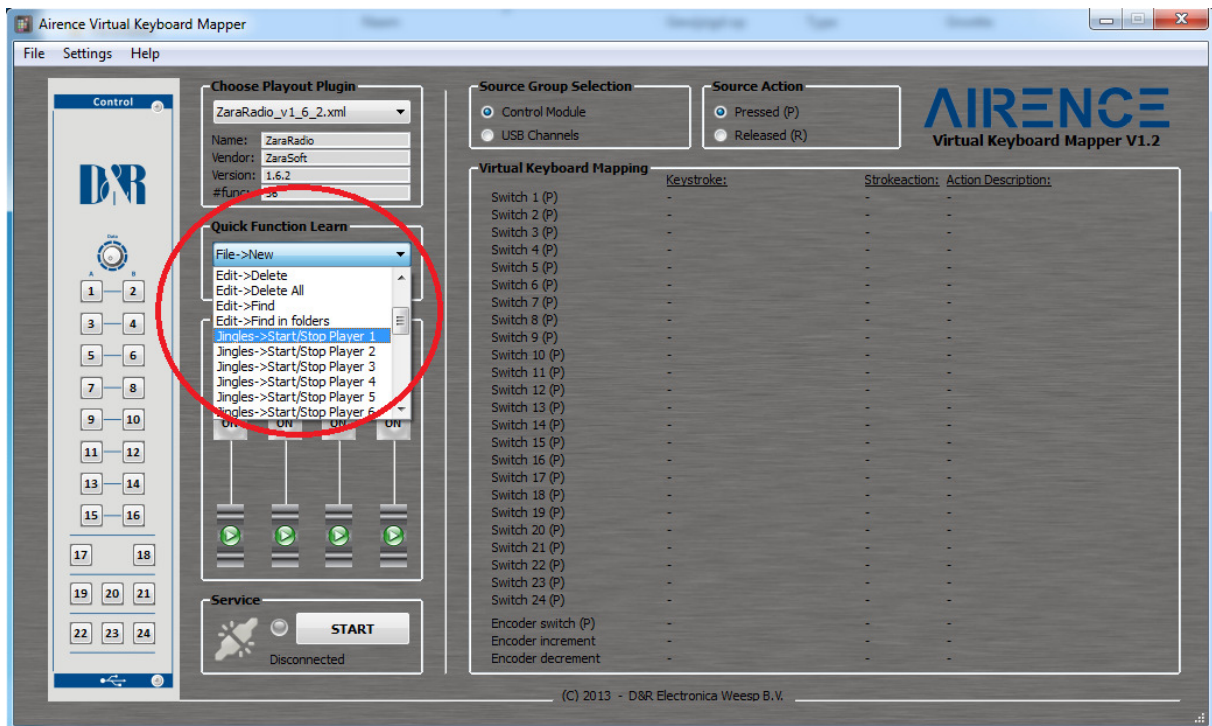 Airence Virtual Keyboard Mapper
File Settings Help
Control
D&R
A B
1 2
3 4
5 6
7 8
9 10
11 12
13 14
15 16
17 18
19 20 21
22 23 24
Choose Playout Plugin
ZaraRadio_v1_6_2.xml
Name: ZaraRadio
Vendor: ZaraSoft
Version: 1.6.2
#func: 56
Quick Function Learn
File->New
Edit->Delete
Edit->Delete All
Edit->Find
Edit->Find in folders
Jingles->Start/Stop Player 1
Jingles->Start/Stop Player 2
Jingles->Start/Stop Player 3
Jingles->Start/Stop Player 4
Jingles->Start/Stop Player 5
Jingles->Start/Stop Player 6
ON ON ON ON
Service
START
Disconnected
Source Group Selection
Control Module
USB Channels
Source Action
Pressed (P)
Released (R)
AIRENCE
Virtual Keyboard Mapper V1.2
Virtual Keyboard Mapping
Keystroke: Strokeaction: Action Description:
Switch 1 (P) - - -
Switch 2 (P) - - -
Switch 3 (P) - - -
Switch 4 (P) - - -
Switch 5 (P) - - -
Switch 6 (P) - - -
Switch 7 (P) - - -
Switch 8 (P) - - -
Switch 9 (P) - - -
Switch 10 (P) - - -
Switch 11 (P) - - -
Switch 12 (P) - - -
Switch 13 (P) - - -
Switch 14 (P) - - -
Switch 15 (P) - - -
Switch 16 (P) - - -
Switch 17 (P) - - -
Switch 18 (P) - - -
Switch 19 (P) - - -
Switch 20 (P) - - -
Switch 21 (P) - - -
Switch 22 (P) - - -
Switch 23 (P) - - -
Switch 24 (P) - - -
Encoder switch (P) - - -
Encoder increment - - -
Encoder decrement - - -
(C) 2013 - D&R Electronica Weesp B.V.